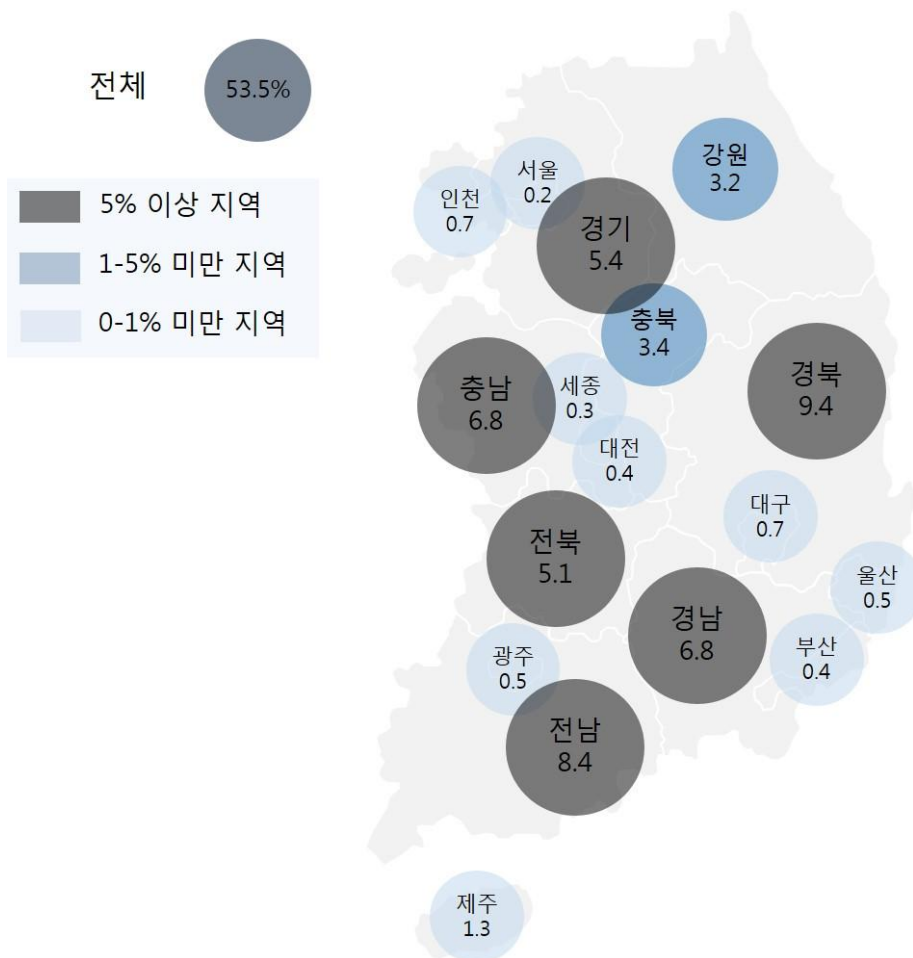 전체
53.5%
5% 이상 지역
1-5% 미만 지역
0-1% 미만 지역
강원
3.2
서울
0.2
인천
0.7
경기
5.4
충북
3.4
경북
9.4
충남
6.8
세종
0.3
대전
0.4
대구
0.7
전북
5.1
울산
0.5
경남
6.8
부산
0.4
광주
0.5
전남
8.4
제주
1.3